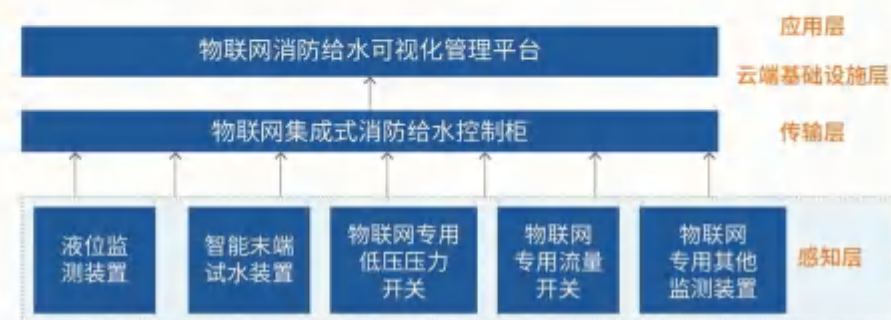 应用层
物联网消防给水可视化管理平台
云端基础设施层
物联网集成式消防给水控制柜
传输层
液位监
测装置
智能末端
试水装置
物联网专用
低压压力
开关
物联网
专用流量
开关
物联网
专用其他
监测装置
感知层